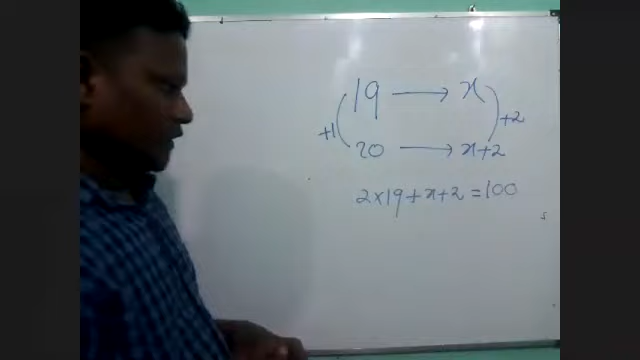 19 → x
+1 +2
20 → x+2
2×19+x+2=100
s